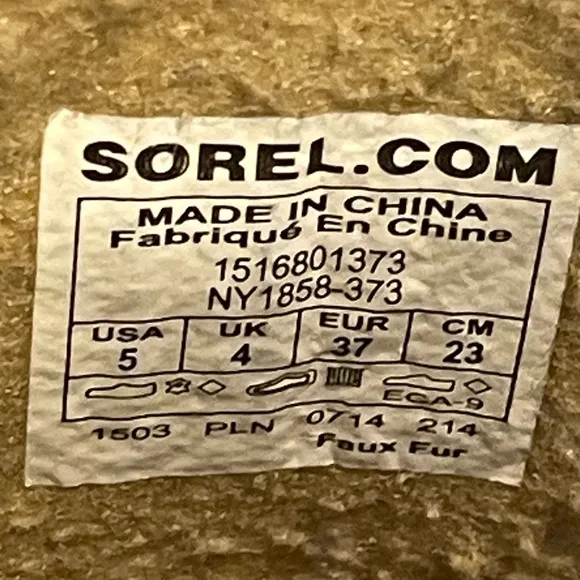 SOREL.COM
MADE IN CHINA
Fabriqué En Chine
1516801373
NY1858-373
USA UK EUR CM
5 4 37 23
ECA-9
1503 PLN 0714 214
Faux Fur